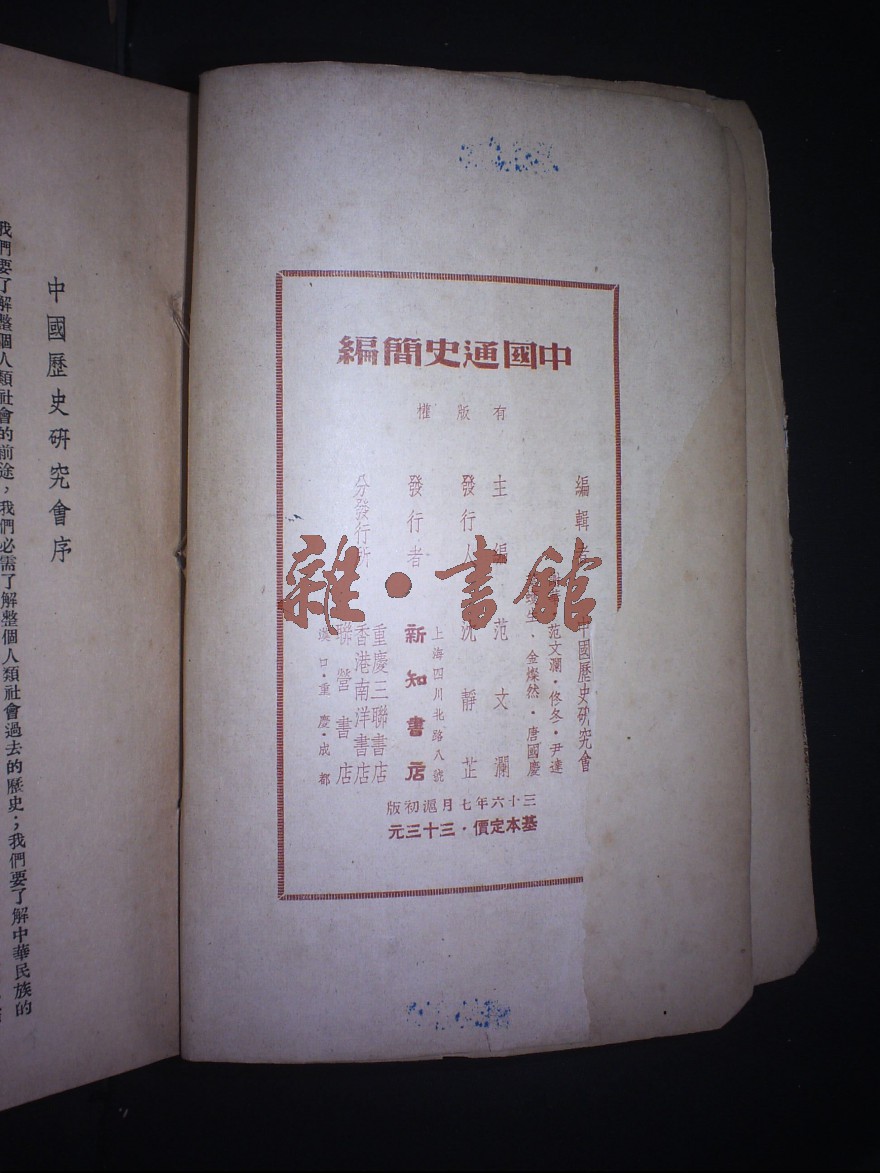 中國通史簡編
有版權
編輯者 中國歷史研究會
范文瀾·佟冬·尹達
金燦然·唐國慶
主編 范文瀾
發行人 沈靜芷
上海四川北路八號
發行者 新知書店
重慶三聯書店
分發行所 香港南洋書店
聯營書店
漢口·重慶·成都
三十六年七月滬初版
基本定價·三十三元
雜·書館
中國歷史研究會序
我們要了解整個人類社會的前途,我們必需了解整個人類社會過去的歷史;我們要了解中華民族的